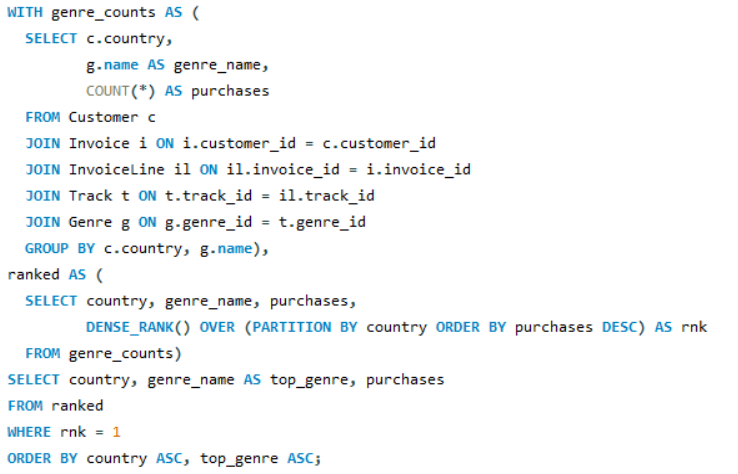 WITH genre_counts AS (
SELECT c.country,
g.name AS genre_name,
COUNT(*) AS purchases
FROM Customer c
JOIN Invoice i ON i.customer_id = c.customer_id
JOIN InvoiceLine il ON il.invoice_id = i.invoice_id
JOIN Track t ON t.track_id = il.track_id
JOIN Genre g ON g.genre_id = t.genre_id
GROUP BY c.country, g.name),
ranked AS (
SELECT country, genre_name, purchases,
DENSE_RANK() OVER (PARTITION BY country ORDER BY purchases DESC) AS rnk
FROM genre_counts)
SELECT country, genre_name AS top_genre, purchases
FROM ranked
WHERE rnk = 1
ORDER BY country ASC, top_genre ASC;